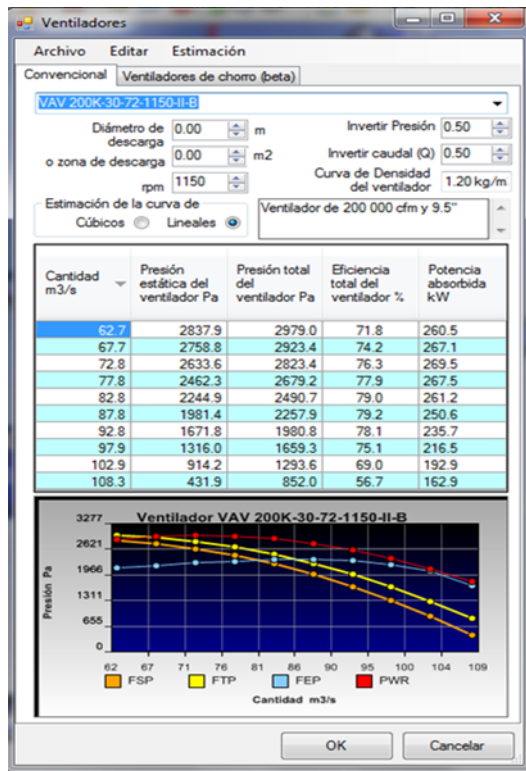 Ventiladores
Archivo Editar Estimación
Convencional Ventiladores de chorro (beta)
VAV 200K-30-72-1150-II-B
Diámetro de descarga 0.00 m Invertir Presión 0.50
o zona de descarga 0.00 m2 Invertir caudal (Q) 0.50
rpm 1150 Curva de Densidad del ventilador 1.20 kg/m
Estimación de la curva de
Cúbicos Lineales
Ventilador de 200 000 cfm y 9.5"
Cantidad m3/s Presión estática del ventilador Pa Presión total del ventilador Pa Eficiencia total del ventilador % Potencia absorbida kW
62.7 2837.9 2979.0 71.8 260.5
67.7 2758.8 2923.4 74.2 267.1
72.8 2633.6 2823.4 76.3 269.5
77.8 2462.3 2679.2 77.9 267.5
82.8 2244.9 2490.7 79.0 261.2
87.8 1981.4 2257.9 79.2 250.6
92.8 1671.8 1980.8 78.1 235.7
97.9 1316.0 1659.3 75.1 216.5
102.9 914.2 1293.6 69.0 192.9
108.3 431.9 852.0 56.7 162.9
Ventilador VAV 200K-30-72-1150-II-B
Presión Pa
3277
2621
1966
1311
655
0
62 67 71 76 81 86 90 95 100 104 109
FSP FTP FEP PWR
Cantidad m3/s
OK Cancelar